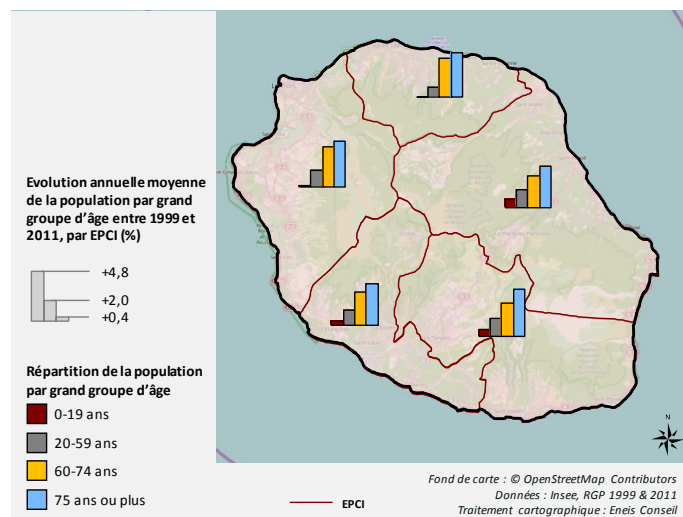 Evolution annuelle moyenne
de la population par grand
groupe d’âge entre 1999 et
2011, par EPCI (%)
+4,8
+2,0
+0,4
Répartition de la population
par grand groupe d’âge
0-19 ans
20-59 ans
60-74 ans
75 ans ou plus
EPCI
N
Fond de carte : © OpenStreetMap Contributors
Données : Insee, RGP 1999 & 2011
Traitement cartographique : Eneis Conseil